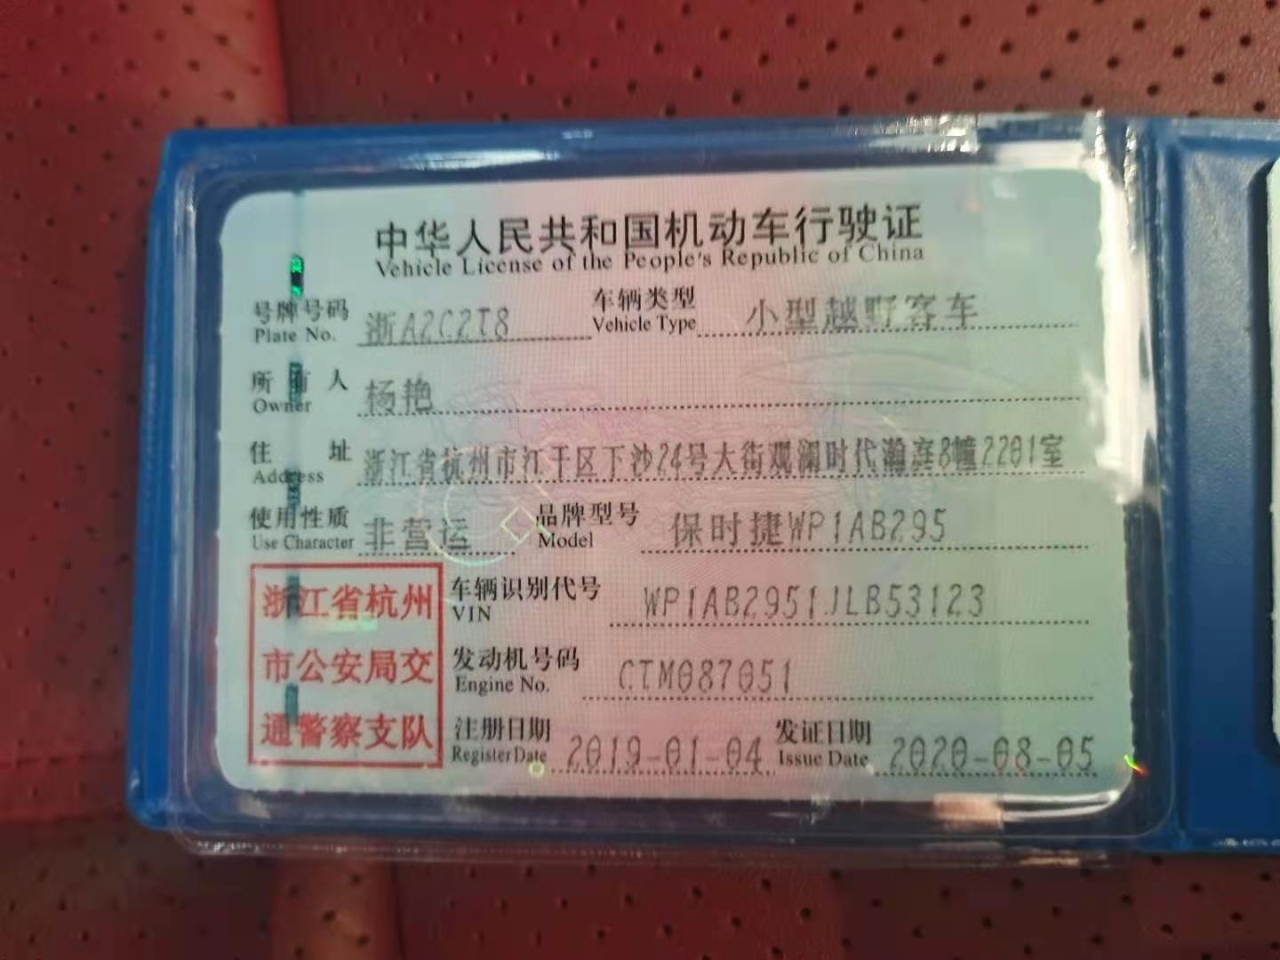 中华人民共和国机动车行驶证
Vehicle License of the People's Republic of China
号牌号码 浙A2C2T8 车辆类型 小型越野客车
Plate No. Vehicle Type
所有人 杨艳
Owner
住址 浙江省杭州市江干区下沙24号大街观澜时代瀚涯8幢2201室
Address
使用性质 非营运 品牌型号 保时捷WP1AB295
Use Character Model
浙江省杭州
市公安局交
通警察支队
车辆识别代号 WP1AB2951JLB53123
VIN
发动机号码 CTM087051
Engine No.
注册日期 2019-01-04 发证日期 2020-08-05
Register Date Issue Date